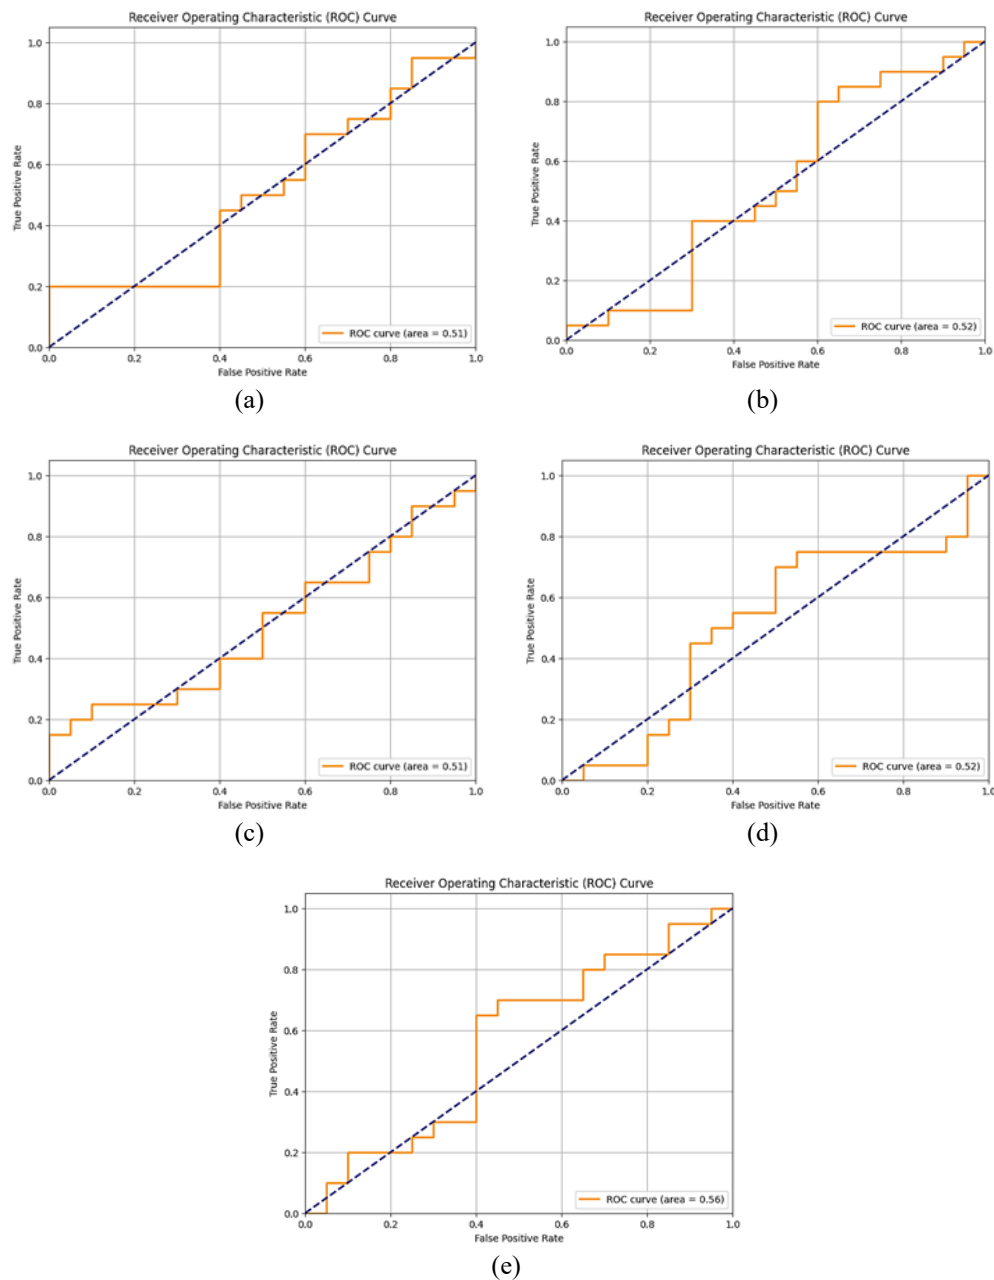 Receiver Operating Characteristic (ROC) Curve
1.0
0.8
0.6
0.4
0.2
0.0
True Positive Rate
0.0 0.2 0.4 0.6 0.8 1.0
False Positive Rate
ROC curve (area = 0.51)
(a)
Receiver Operating Characteristic (ROC) Curve
1.0
0.8
0.6
0.4
0.2
0.0
True Positive Rate
0.0 0.2 0.4 0.6 0.8 1.0
False Positive Rate
ROC curve (area = 0.52)
(b)
Receiver Operating Characteristic (ROC) Curve
1.0
0.8
0.6
0.4
0.2
0.0
True Positive Rate
0.0 0.2 0.4 0.6 0.8 1.0
False Positive Rate
ROC curve (area = 0.51)
(c)
Receiver Operating Characteristic (ROC) Curve
1.0
0.8
0.6
0.4
0.2
0.0
True Positive Rate
0.0 0.2 0.4 0.6 0.8 1.0
False Positive Rate
ROC curve (area = 0.52)
(d)
Receiver Operating Characteristic (ROC) Curve
1.0
0.8
0.6
0.4
0.2
0.0
True Positive Rate
0.0 0.2 0.4 0.6 0.8 1.0
False Positive Rate
ROC curve (area = 0.56)
(e)